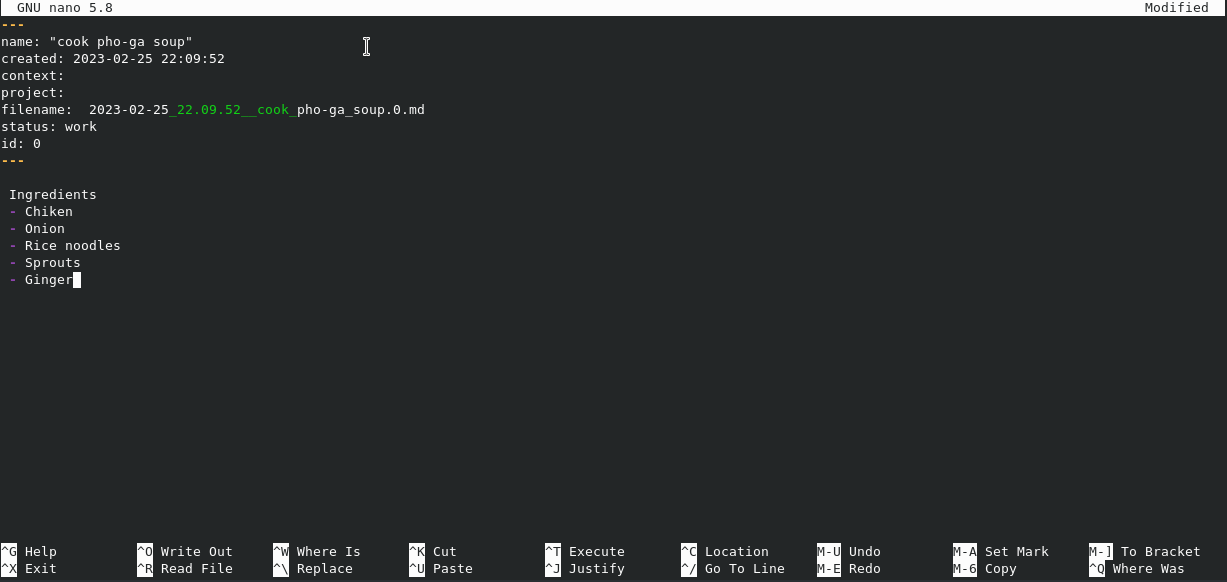 GNU nano 5.8 Modified
---
name: "cook pho-ga soup"
created: 2023-02-25 22:09:52
context:
project:
filename:  2023-02-25_22.09.52__cook_pho-ga_soup.0.md
status: work
id: 0
---
Ingredients
- Chiken
- Onion
- Rice noodles
- Sprouts
- Ginger
^G Help ^O Write Out ^W Where Is ^K Cut ^T Execute ^C Location M-U Undo M-A Set Mark M-] To Bracket
^X Exit ^R Read File ^\ Replace ^U Paste ^J Justify ^/ Go To Line M-E Redo M-6 Copy ^Q Where Was